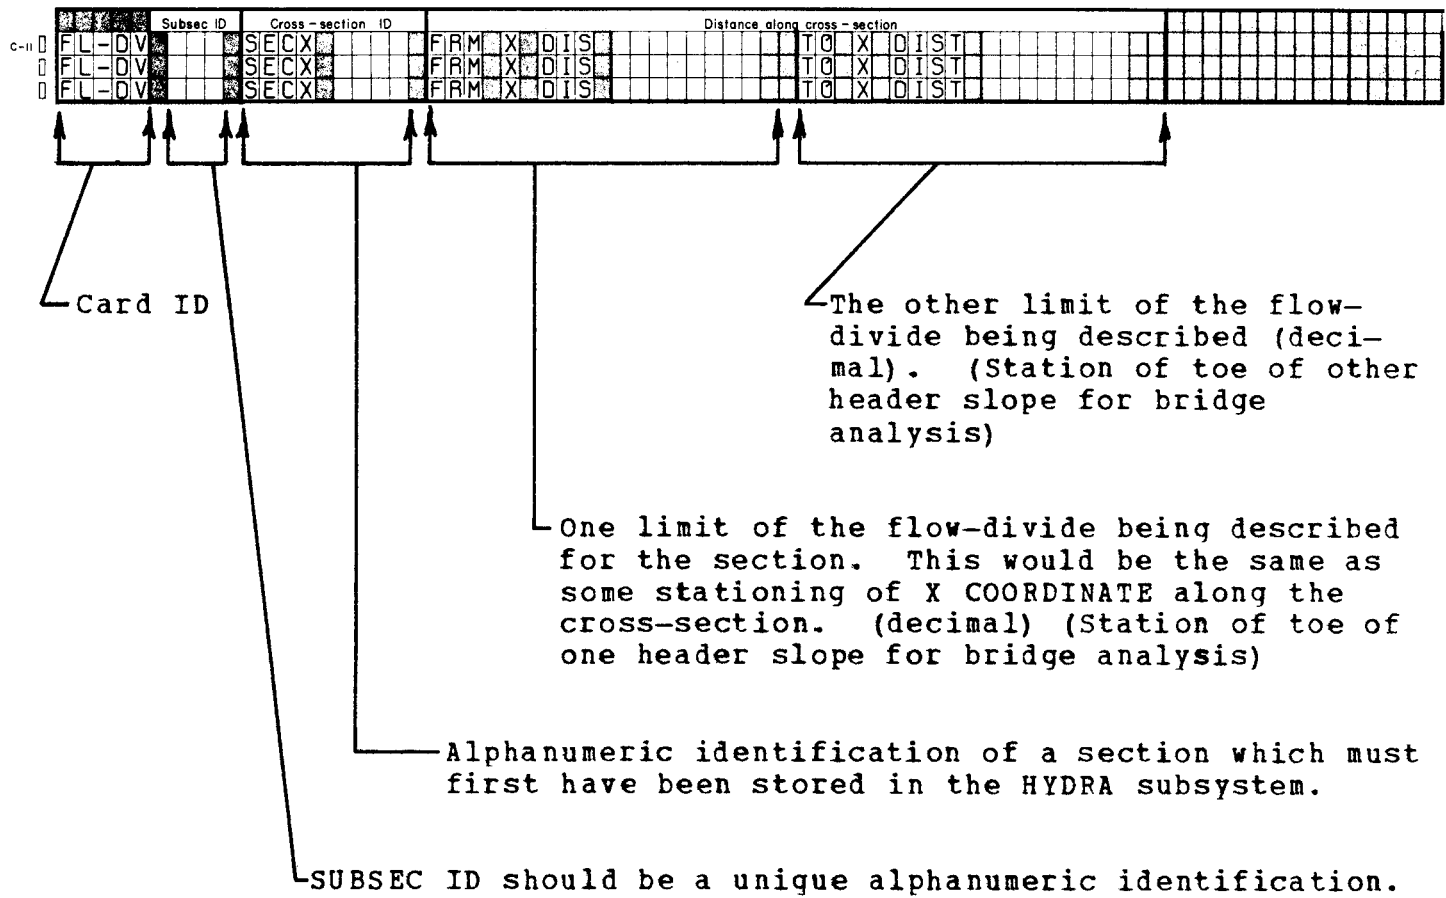 Subsec ID Cross-section ID Distance along cross-section
C-11 FL-DV SECX FRM X DIS TO X DIST
FL-DV SECX FRM X DIS TO X DIST
FL-DV SECX FRM X DIS TO X DIST
Card ID
The other limit of the flow-
divide being described (deci-
mal). (Station of toe of other
header slope for bridge
analysis)
One limit of the flow-divide being described
for the section. This would be the same as
some stationing of X COORDINATE along the
cross-section. (decimal) (Station of toe of
one header slope for bridge analysis)
Alphanumeric identification of a section which must
first have been stored in the HYDRA subsystem.
SUBSEC ID should be a unique alphanumeric identification.